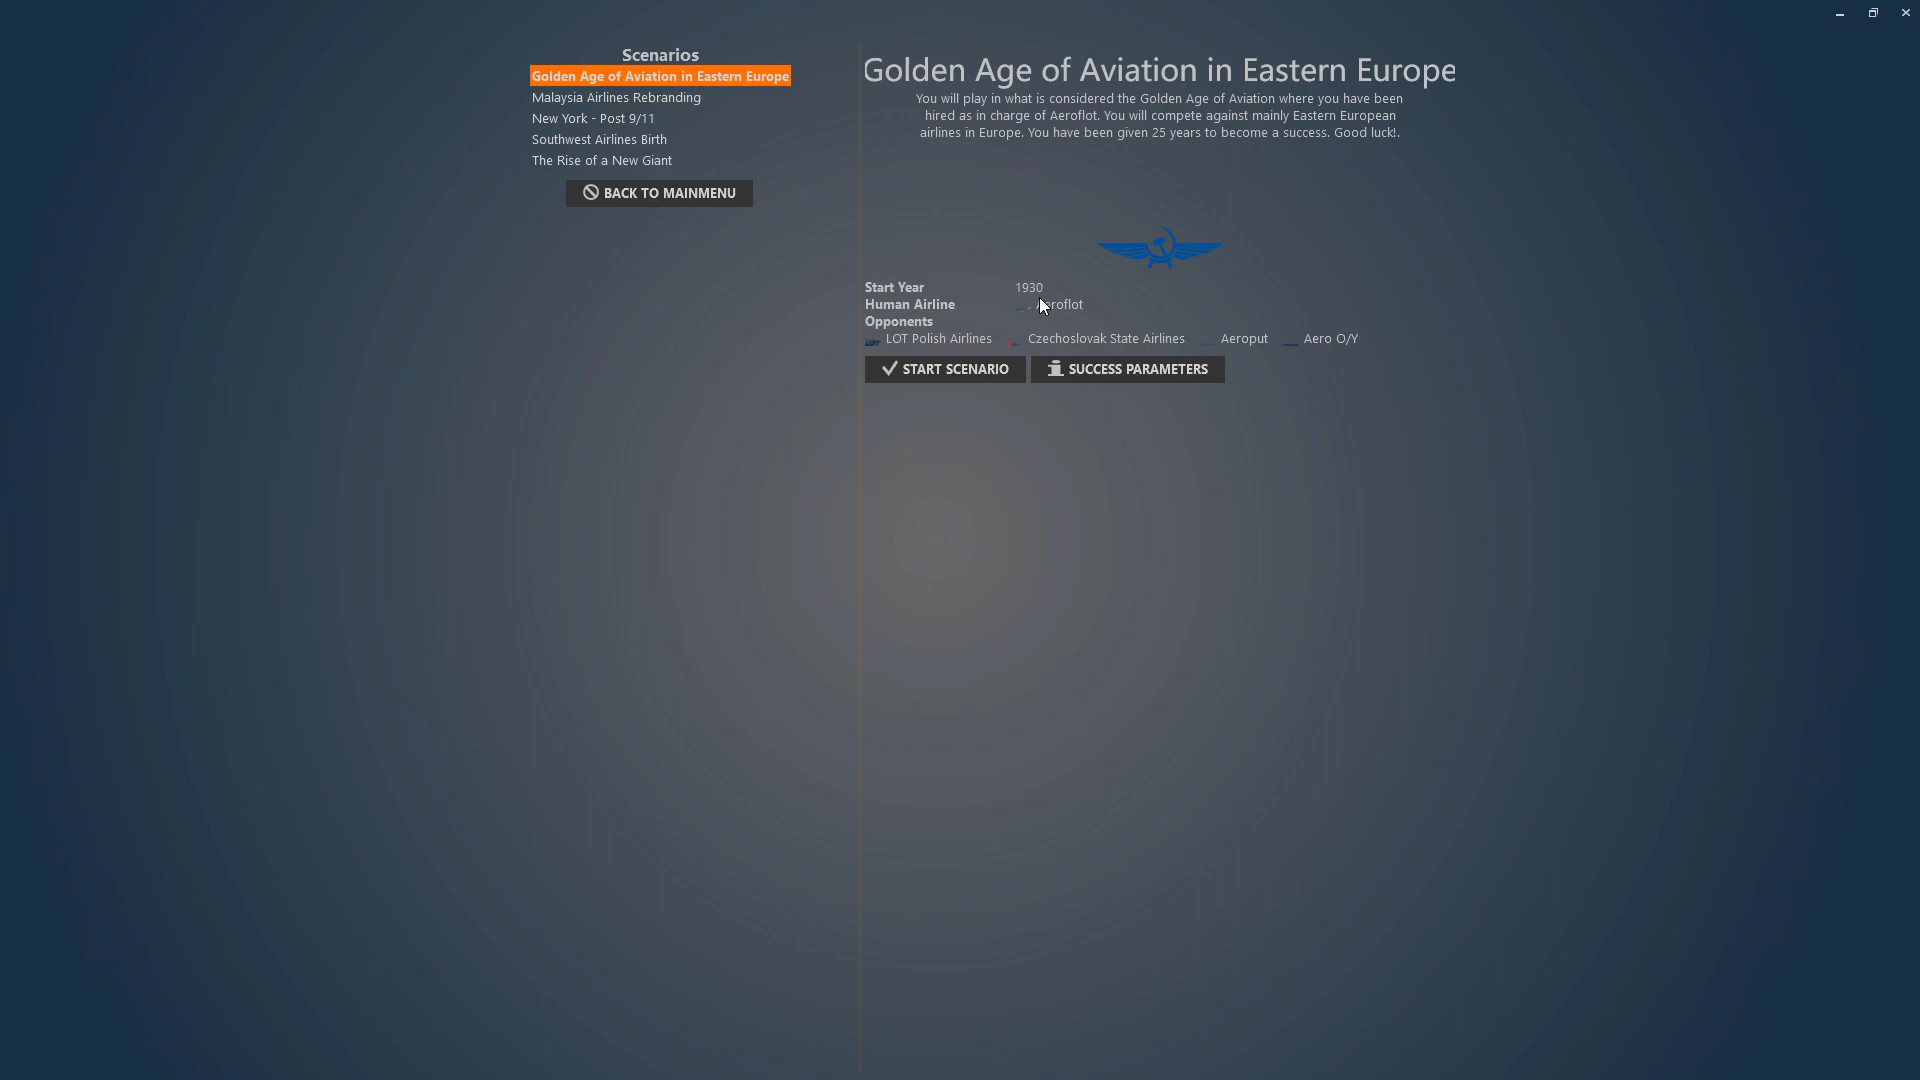 Scenarios
Golden Age of Aviation in Eastern Europe
Malaysia Airlines Rebranding
New York - Post 9/11
Southwest Airlines Birth
The Rise of a New Giant
BACK TO MAINMENU
Golden Age of Aviation in Eastern Europe
You will play in what is considered the Golden Age of Aviation where you have been
hired as in charge of Aeroflot. You will compete against mainly Eastern European
airlines in Europe. You have been given 25 years to become a success. Good luck!.
Start Year 1930
Human Airline Aeroflot
Opponents
LOT Polish Airlines Czechoslovak State Airlines Aeroput Aero O/Y
START SCENARIO SUCCESS PARAMETERS